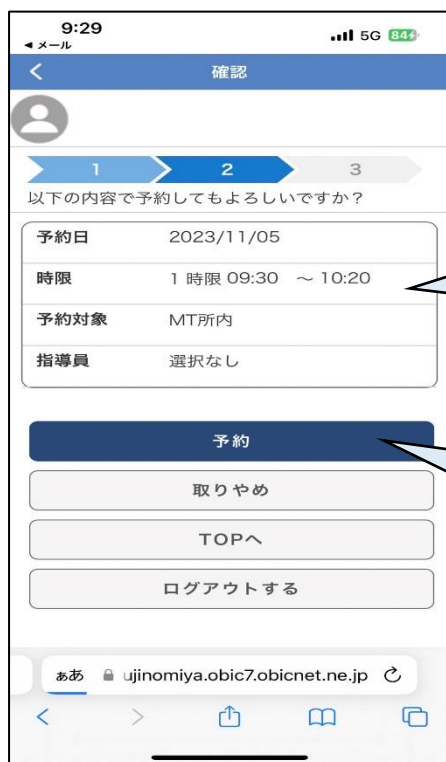 9:29
5G 84
◀ メール
確認
1 2 3
以下の内容で予約してもよろしいですか？
予約日 2023/11/05
時限 1 時限 09:30 ～ 10:20
予約対象 MT所内
指導員 選択なし
予約
取りやめ
TOPへ
ログアウトする
ぁあ ujinomiya.obic7.obicnet.ne.jp